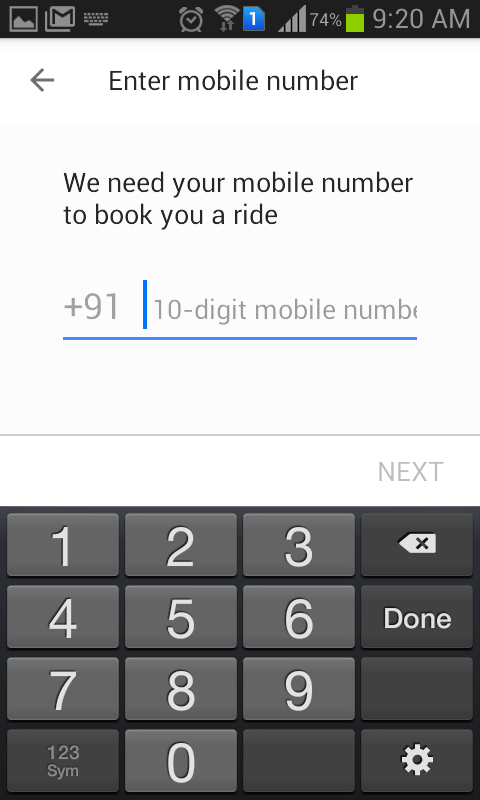 1 74% 9:20 AM
Enter mobile number
We need your mobile number
to book you a ride
+91 10-digit mobile numbe
NEXT
1 2 3
4 5 6 Done
7 8 9
123
Sym
0